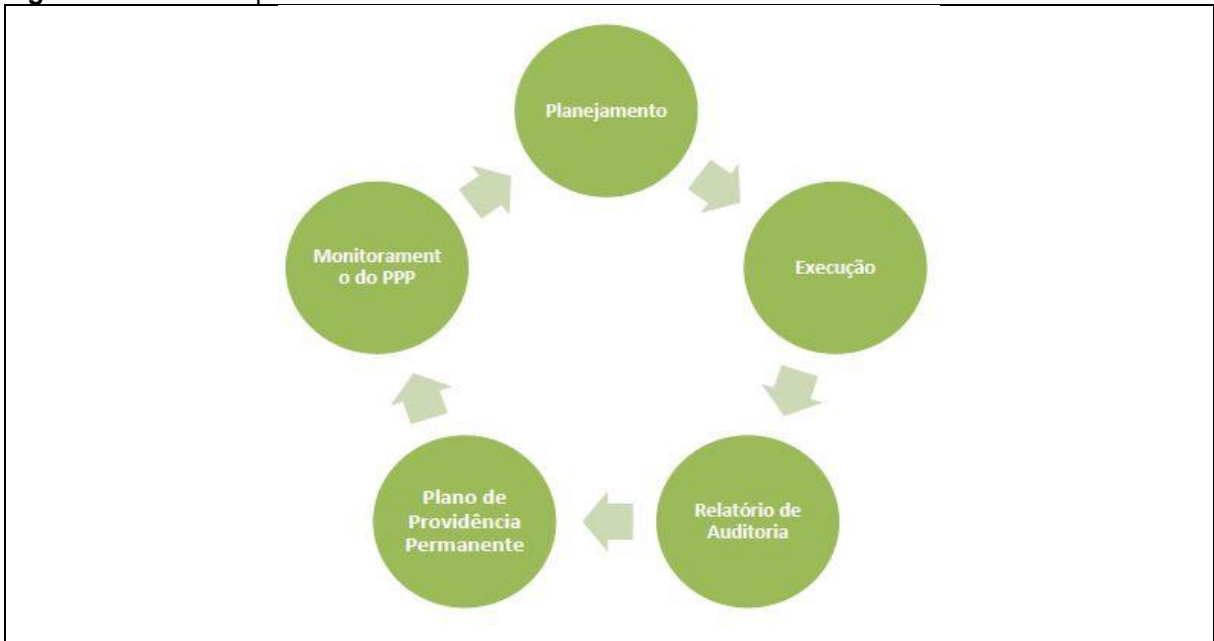 Planejamento
Execução
Relatório de
Auditoria
Plano de
Providência
Permanente
Monitorament
o do PPP